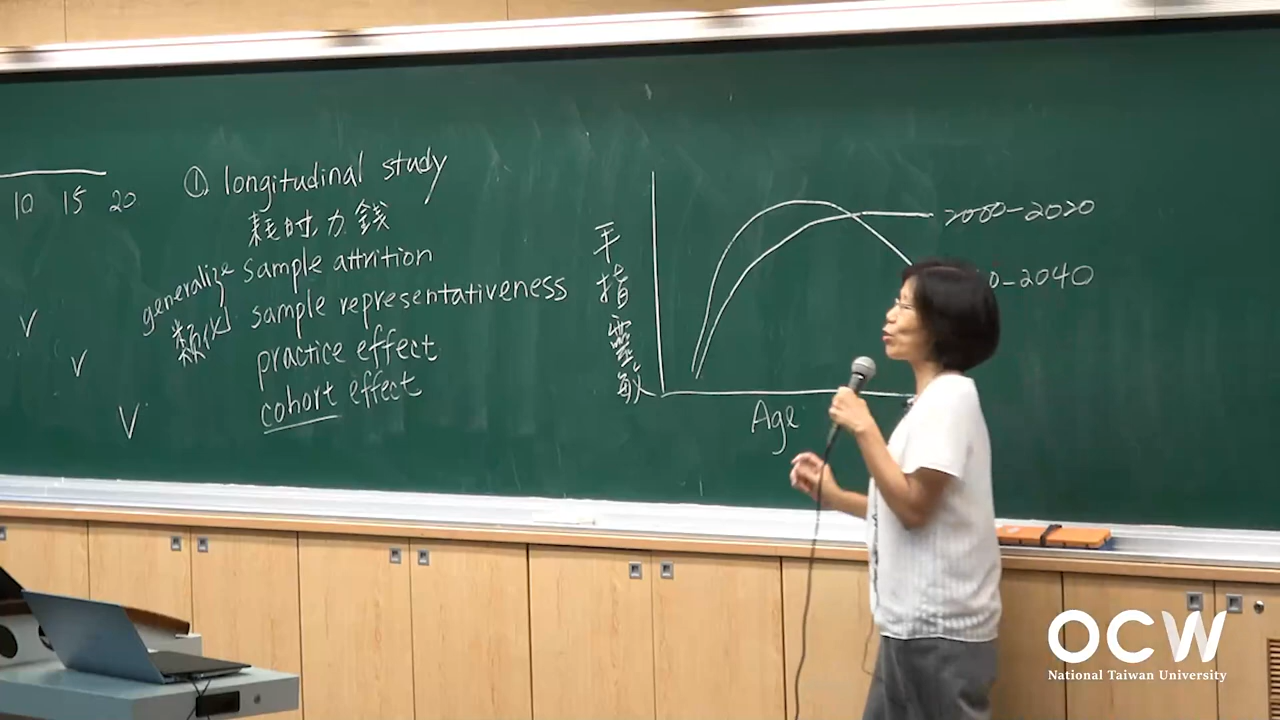 10 15 20
V
V
V
① longitudinal study
耗时力錢
sample attrition
generalize
類化
sample representativeness
practice effect
cohort effect
手指靈敏
Age
2000-2020
0-2040
OCW
National Taiwan University